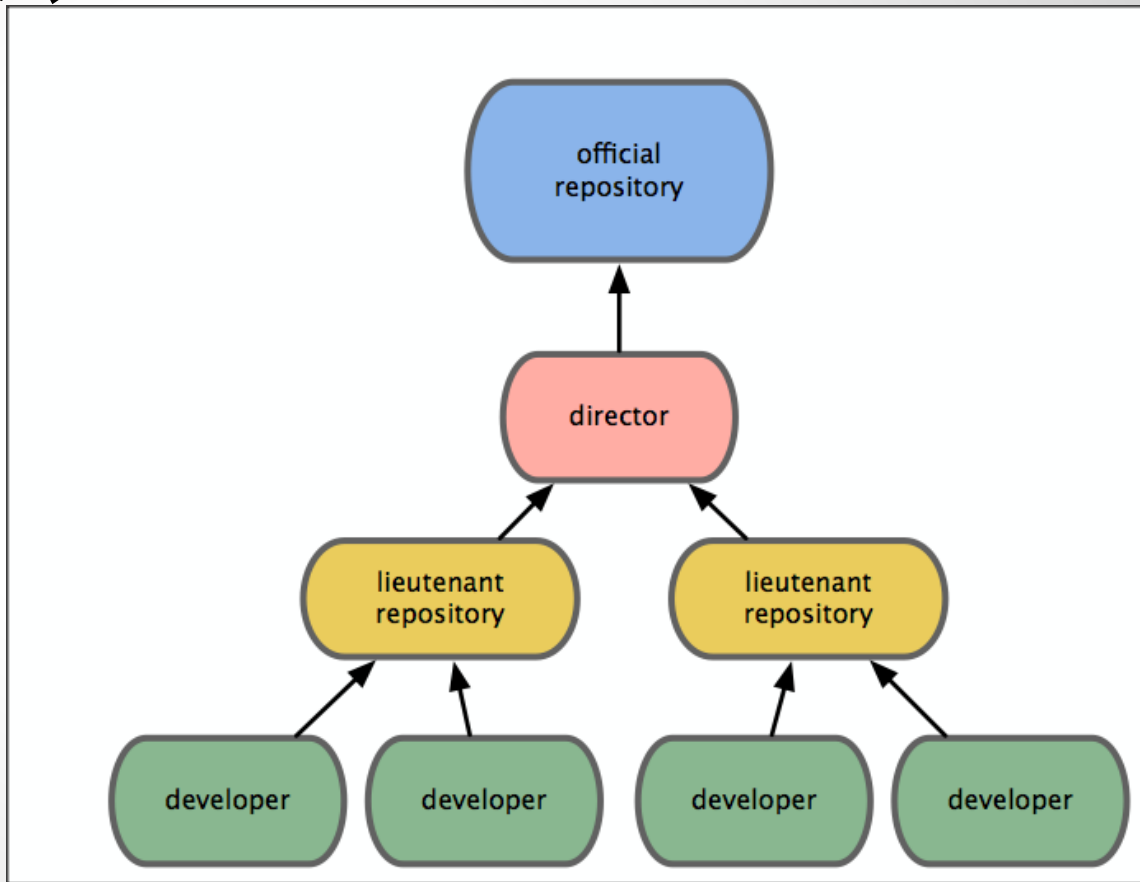 official
repository
director
lieutenant
repository
lieutenant
repository
developer
developer
developer
developer